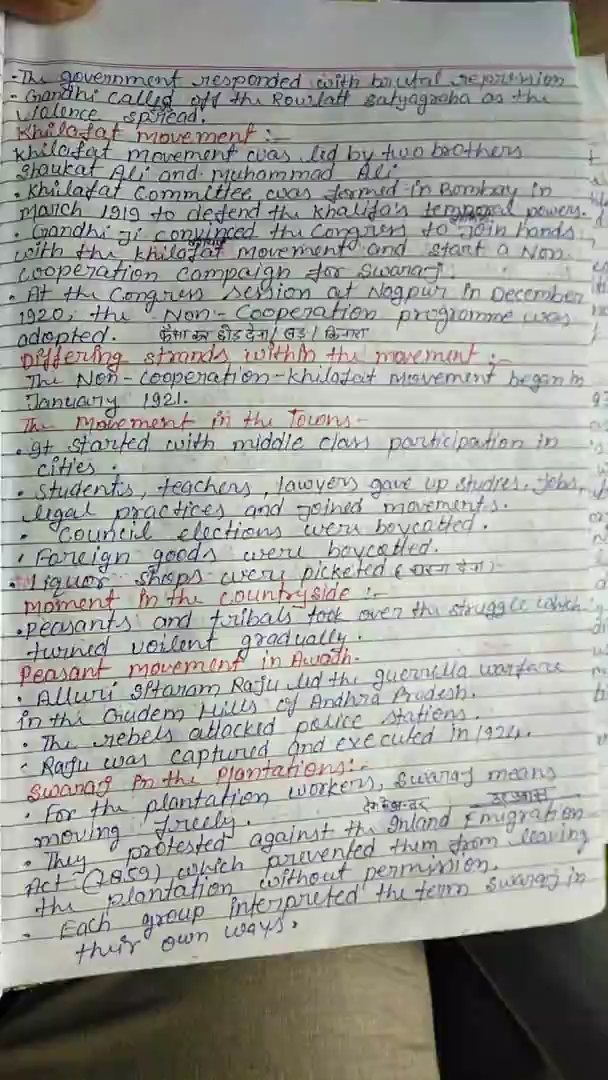 -The government responded with brutal repression
- Gandhi called off the Rowlatt satyagraha as the
violence spread.
Khilafat movement :-
Khilafat movement was led by two brothers
Shaukat Ali and Muhammad Ali
• Khilafat Committee was formed in Bombay in
March 1919 to defend the Khalifa's temporal powers.
• Gandhi ji convinced the Congress to join hands
with the Khilafat movement and start a Non
cooperation campaign for Swaraj.
• At the Congress session at Nagpur in December
1920, the Non-Cooperation programme was
adopted.
Differing strands within the movement :-
The Non-cooperation-Khilafat Movement began in
January 1921.
The Movement in the Towns-
• It started with middle class participation in
cities.
• Students, teachers, lawyers gave up studies, Jobs,
legal practices and joined movements.
• Council elections were boycotted.
• Foreign goods were boycotted.
• Liquor shops were picketed (धारना देना)
Moment in the Countryside :-
• peasants and tribals took over the struggle which
turned voilent gradually.
Peasant movement in Awadh.
• Alluri Sitaram Raju led the guerrilla warfare
in the Gudem Hills of Andhra Pradesh.
• The rebels attacked police stations.
• Raju was captured and executed in 1924.
Swaraj in the Plantations:-
• For the plantation workers, Swaraj means
moving freely.
• They protested against the Inland Emigration
Act (1859) which prevented them from leaving
the plantation without permission.
• Each group interpreted the term Swaraj in
their own ways.